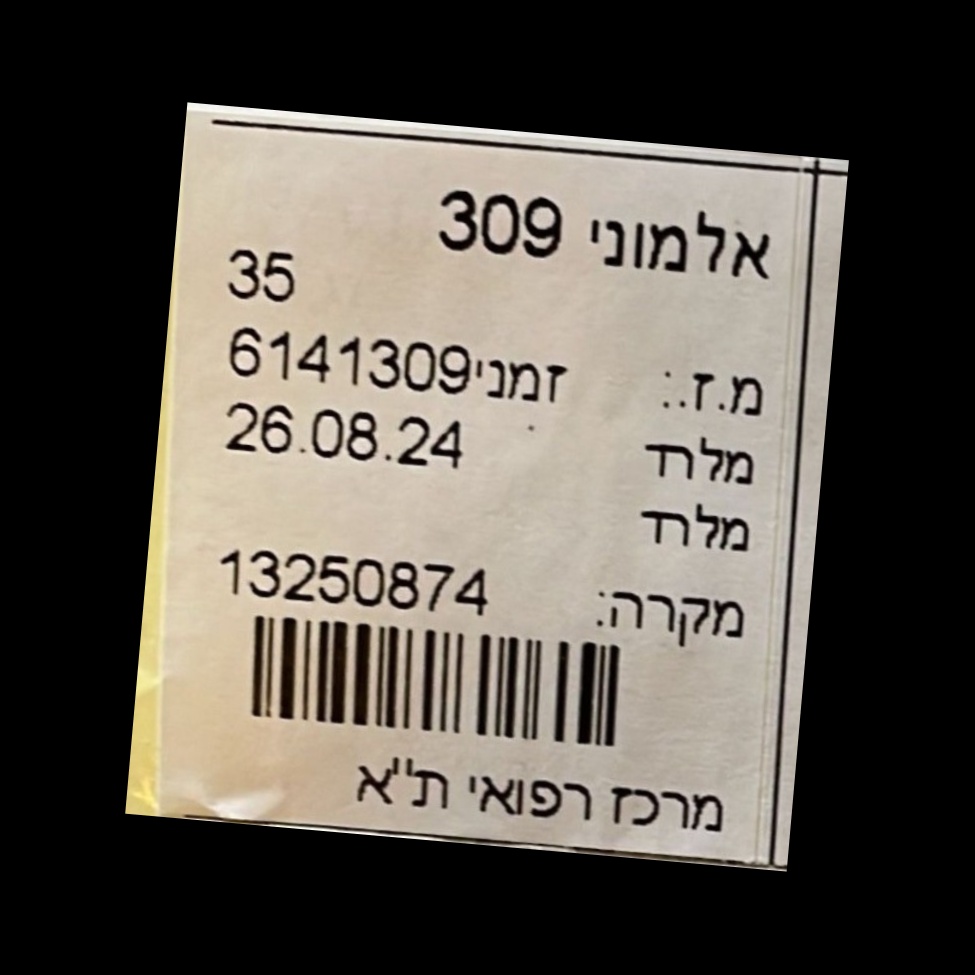 אלמוני 309
35
מ.ז.: זמני6141309
מלרד 26.08.24
מלרד
מקרה: 13250874
מרכז רפואי ת''א